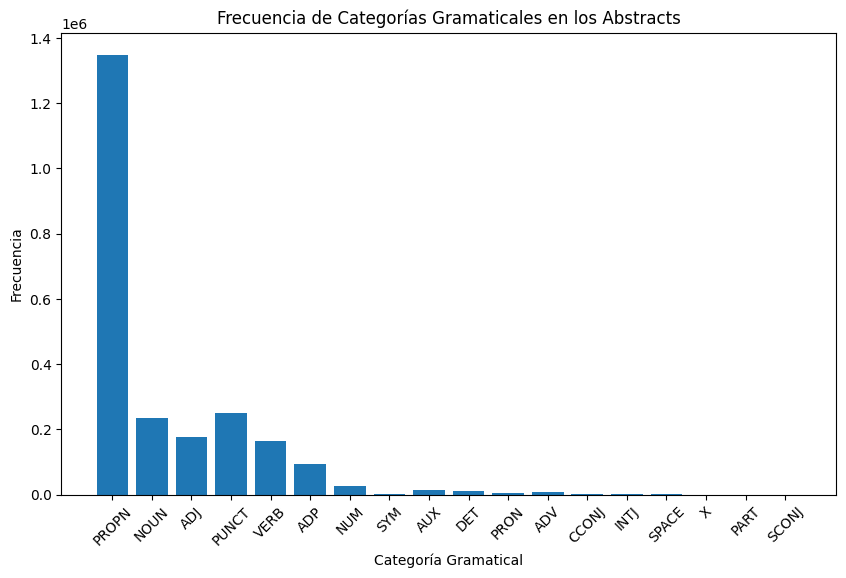 Frecuencia de Categorías Gramaticales en los Abstracts
1e6
1.4
1.2
1.0
0.8
0.6
0.4
0.2
0.0
Frecuencia
PROPN NOUN ADJ PUNCT VERB ADP NUM SYM AUX DET PRON ADV CCONJ INTJ SPACE X PART SCONJ
Categoría Gramatical